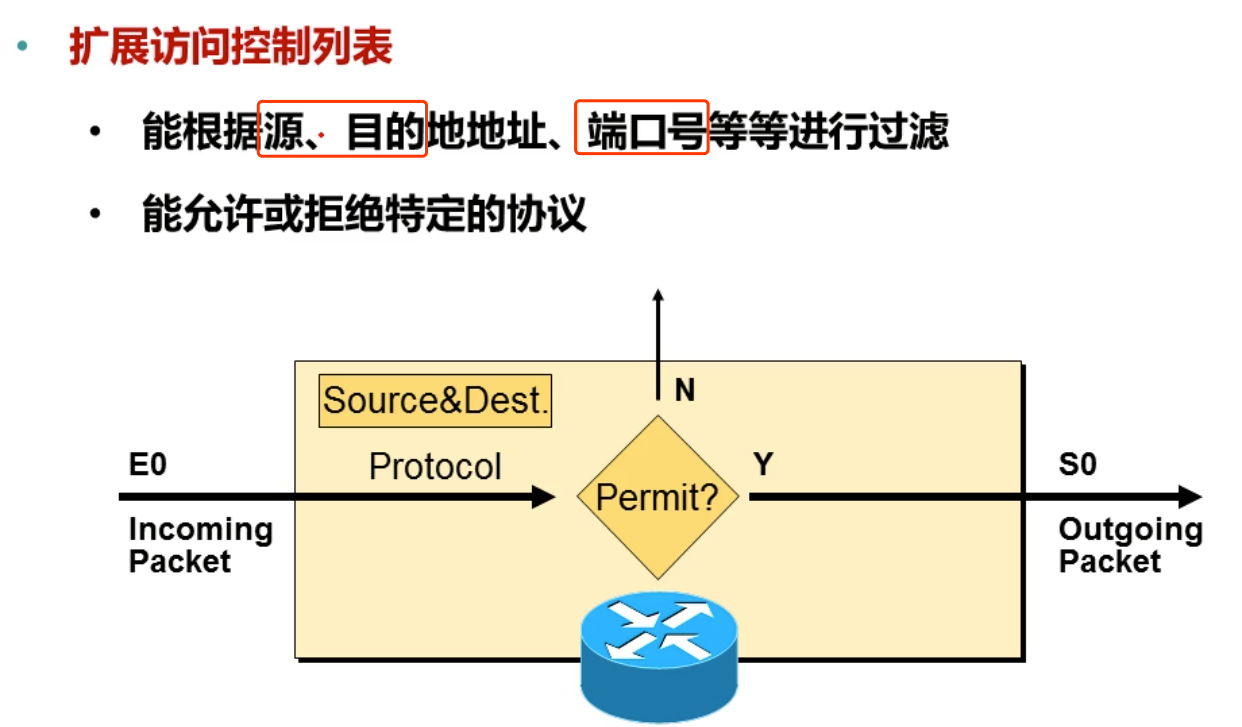 扩展访问控制列表
能根据源、目的地地址、端口号等等进行过滤
能允许或拒绝特定的协议
N
Source&Dest.
E0
Protocol
Y
S0
Permit?
Incoming
Packet
Outgoing
Packet